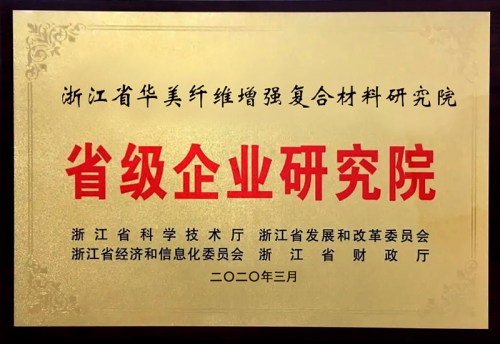 浙江省华美纤维增强复合材料研究院
省级企业研究院
浙江省科学技术厅 浙江省发展和改革委员会
浙江省经济和信息化委员会 浙江省财政厅
二〇二〇年三月